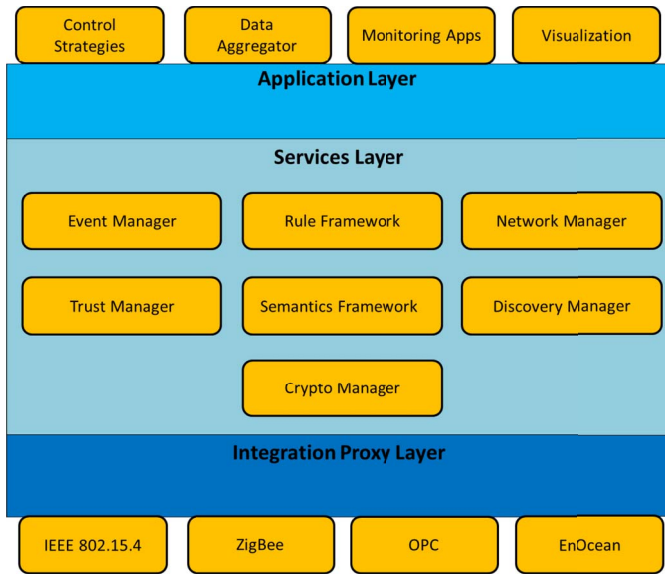 Control
Strategies
Data
Aggregator
Monitoring Apps
Visualization
Application Layer
Services Layer
Event Manager
Rule Framework
Network Manager
Trust Manager
Semantics Framework
Discovery Manager
Crypto Manager
Integration Proxy Layer
IEEE 802.15.4
ZigBee
OPC
EnOcean